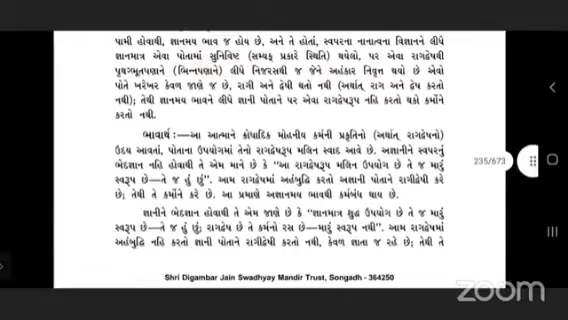 પામી હોવાથી, જ્ઞાનમય ભાવ જ હોય છે, અને તે હોતાં, સ્વપરના નાનાત્વના વિજ્ઞાનને લીધે
જ્ઞાનમાત્ર એવા પોતામાં સુનિવિષ્ટ (સમ્યક્ પ્રકારે સ્થિત) થયેલો, પર એવા રાગદ્વેષથી
પૃથગ્ભૂતપણાને (ભિન્નપણાને) લીધે નિજરસથી જ જેને અહંકાર નિવૃત્ત થયો છે એવો
પોતે ખરેખર કેવળ જાણે જ છે, રાગી અને દ્વેષી થતો નથી (અર્થાત્ રાગ અને દ્વેષ કરતો
નથી); તેથી જ્ઞાનમય ભાવને લીધે જ્ઞાની પોતાને પર એવા રાગદ્વેષરૂપ નહિ કરતો થકો કર્મોને
કરતો નથી.
ભાવાર્થઃ—આ આત્માને ક્રોધાદિક મોહનીય કર્મની પ્રકૃતિનો (અર્થાત્ રાગદ્વેષનો)
ઉદય આવતાં, પોતાના ઉપયોગમાં તેનો રાગદ્વેષરૂપ મલિન સ્વાદ આવે છે. અજ્ઞાનીને સ્વપરનું
ભેદજ્ઞાન નહિ હોવાથી તે એમ માને છે કે “આ રાગદ્વેષરૂપ મલિન ઉપયોગ છે તે જ મારું
સ્વરૂપ છે—તે જ હું છું”. આમ રાગદ્વેષમાં અહંબુદ્ધિ કરતો અજ્ઞાની પોતાને રાગીદ્વેષી કરે
છે; તેથી તે કર્મોને કરે છે. આ પ્રમાણે અજ્ઞાનમય ભાવથી કર્મબંધ થાય છે.
જ્ઞાનીને ભેદજ્ઞાન હોવાથી તે એમ જાણે છે કે “જ્ઞાનમાત્ર શુદ્ધ ઉપયોગ છે તે જ મારું
સ્વરૂપ છે—તે જ હું છું; રાગદ્વેષ છે તે કર્મનો રસ છે—મારું સ્વરૂપ નથી”. આમ રાગદ્વેષમાં
અહંબુદ્ધિ નહિ કરતો જ્ઞાની પોતાને રાગીદ્વેષી કરતો નથી, કેવળ જ્ઞાતા જ રહે છે; તેથી તે
Shri Digambar Jain Swadhyay Mandir Trust, Songadh - 364250
235/673
zoom